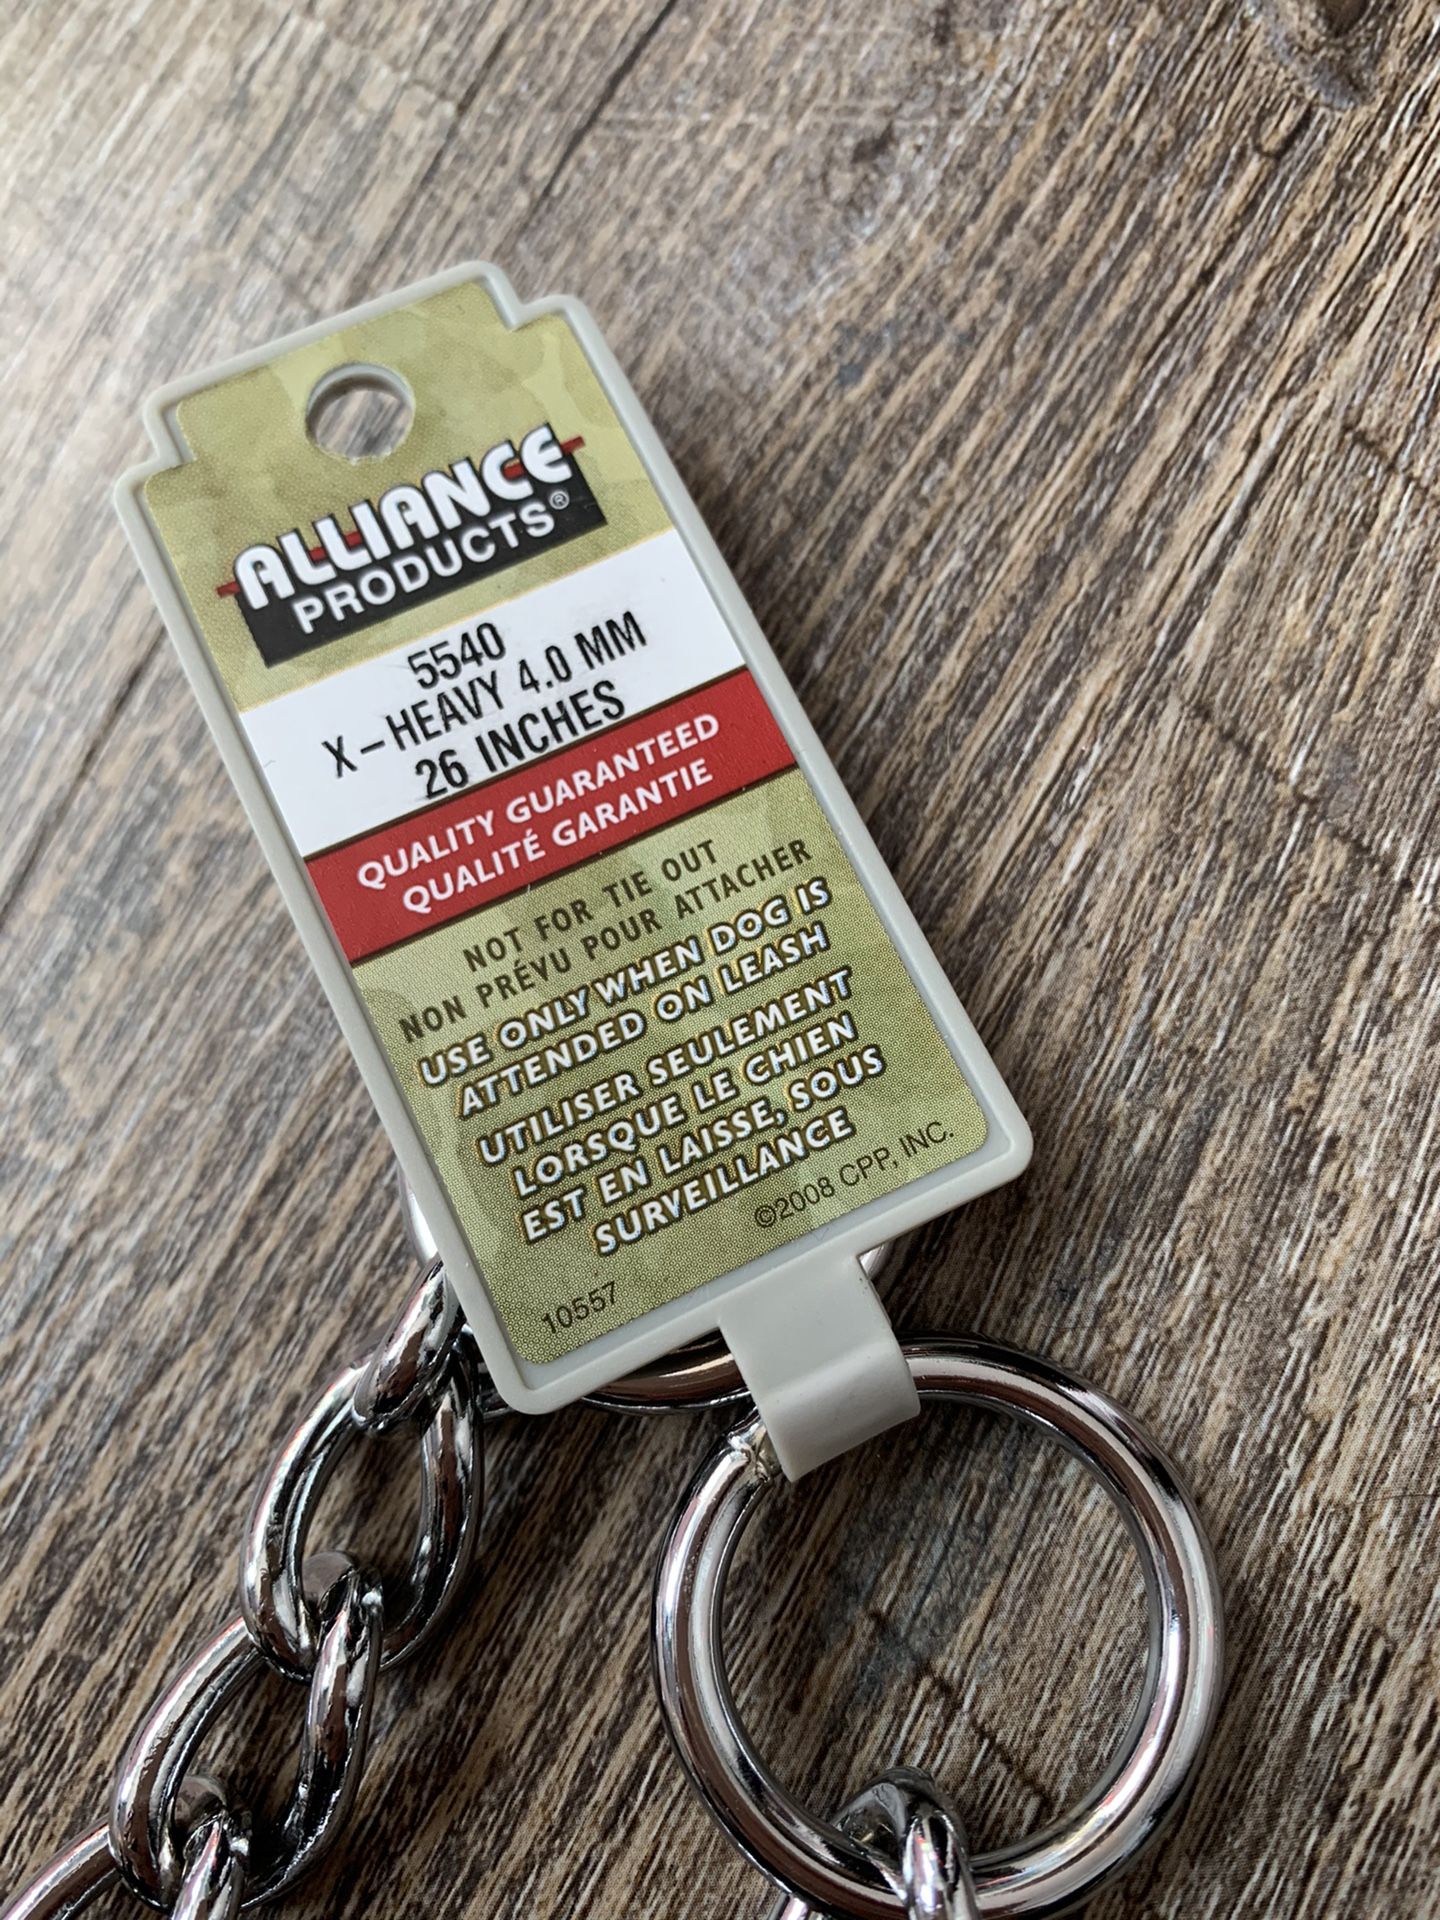 ALLIANCE
PRODUCTS®
5540
X-HEAVY 4.0 MM
26 INCHES
QUALITY GUARANTEED
QUALITÉ GARANTIE
NOT FOR TIE OUT
NON PRÉVU POUR ATTACHER
USE ONLY WHEN DOG IS
ATTENDED ON LEASH
UTILISER SEULEMENT
LORSQUE LE CHIEN
EST EN LAISSE, SOUS
SURVEILLANCE
©2008 CPP, INC.
10557